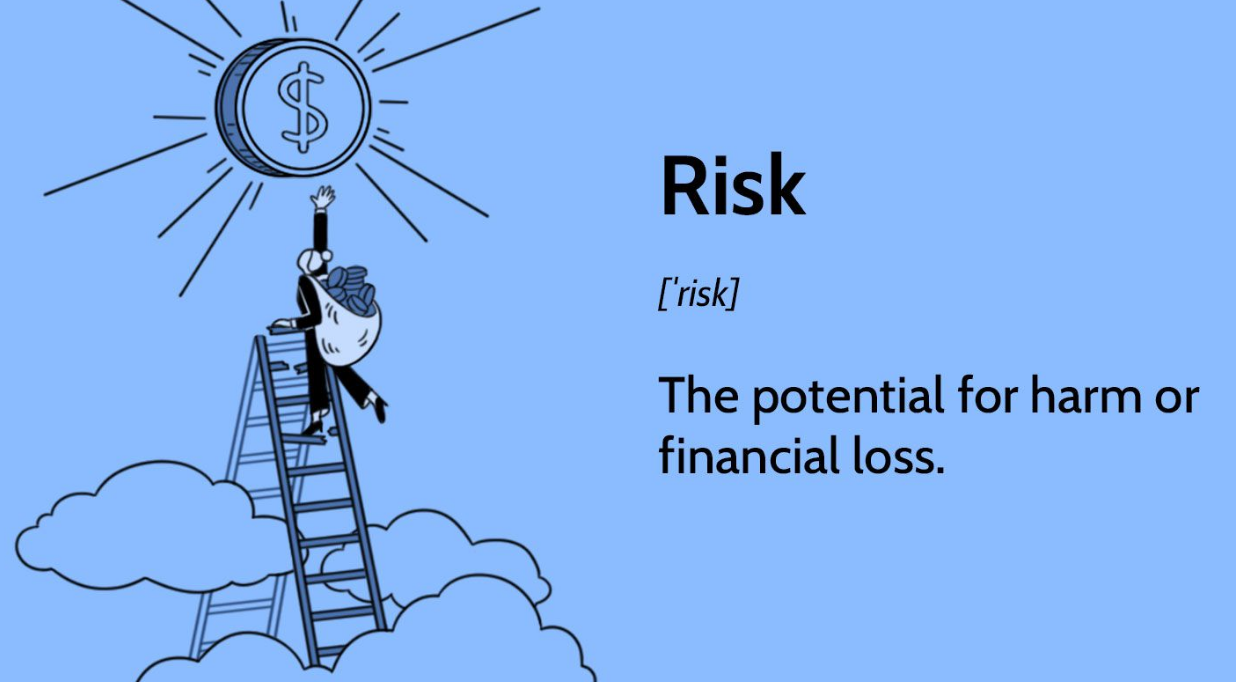 $
Risk
['risk]
The potential for harm or
financial loss.